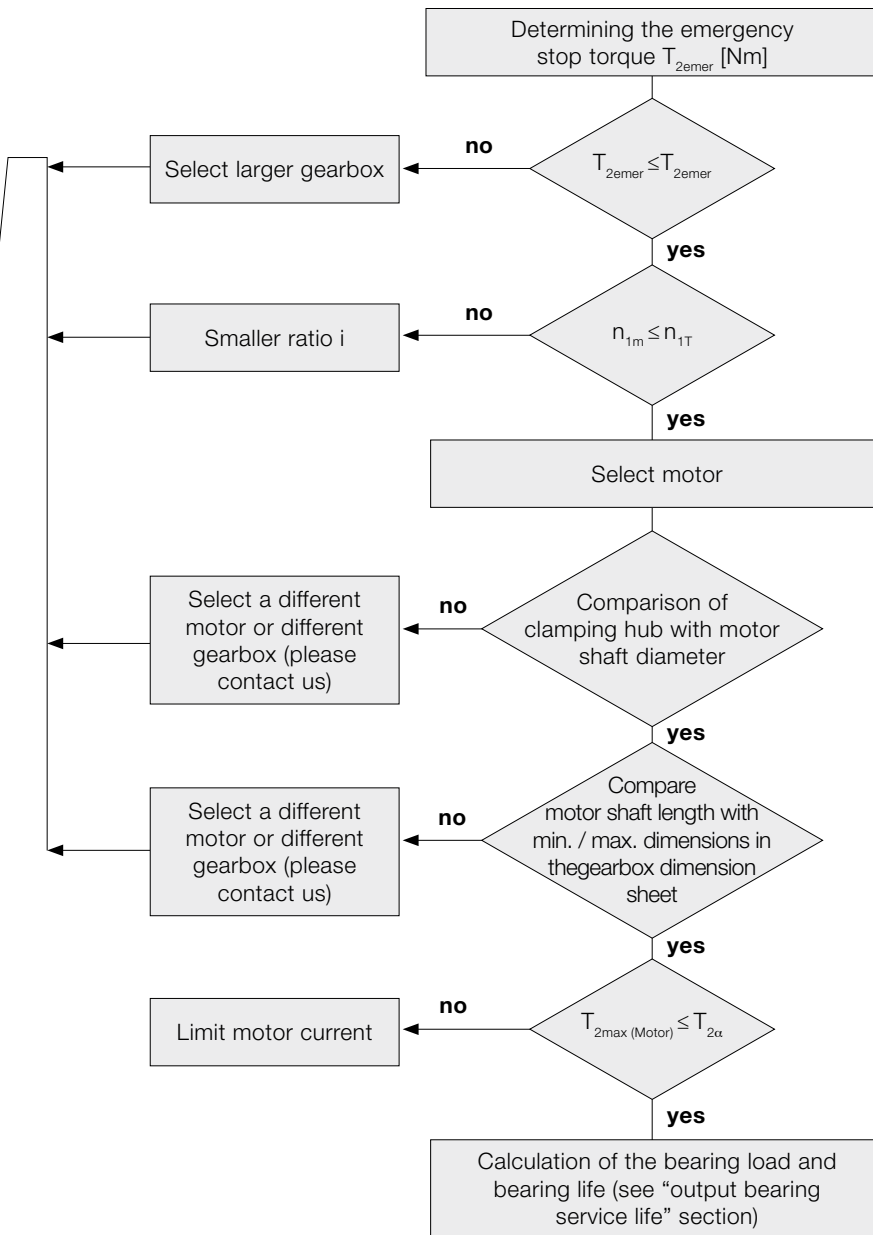 Determining the emergency
stop torque T2emer [Nm]
no
Select larger gearbox
T2emer ≤ T2emer
yes
no
Smaller ratio i
n1m ≤ n1T
yes
Select motor
Select a different
motor or different
gearbox (please
contact us)
no
Comparison of
clamping hub with motor
shaft diameter
yes
Select a different
motor or different
gearbox (please
contact us)
no
Compare
motor shaft length with
min. / max. dimensions in
thegearbox dimension
sheet
yes
Limit motor current
no
T2max (Motor) ≤ T2α
yes
Calculation of the bearing load and
bearing life (see “output bearing
service life” section)